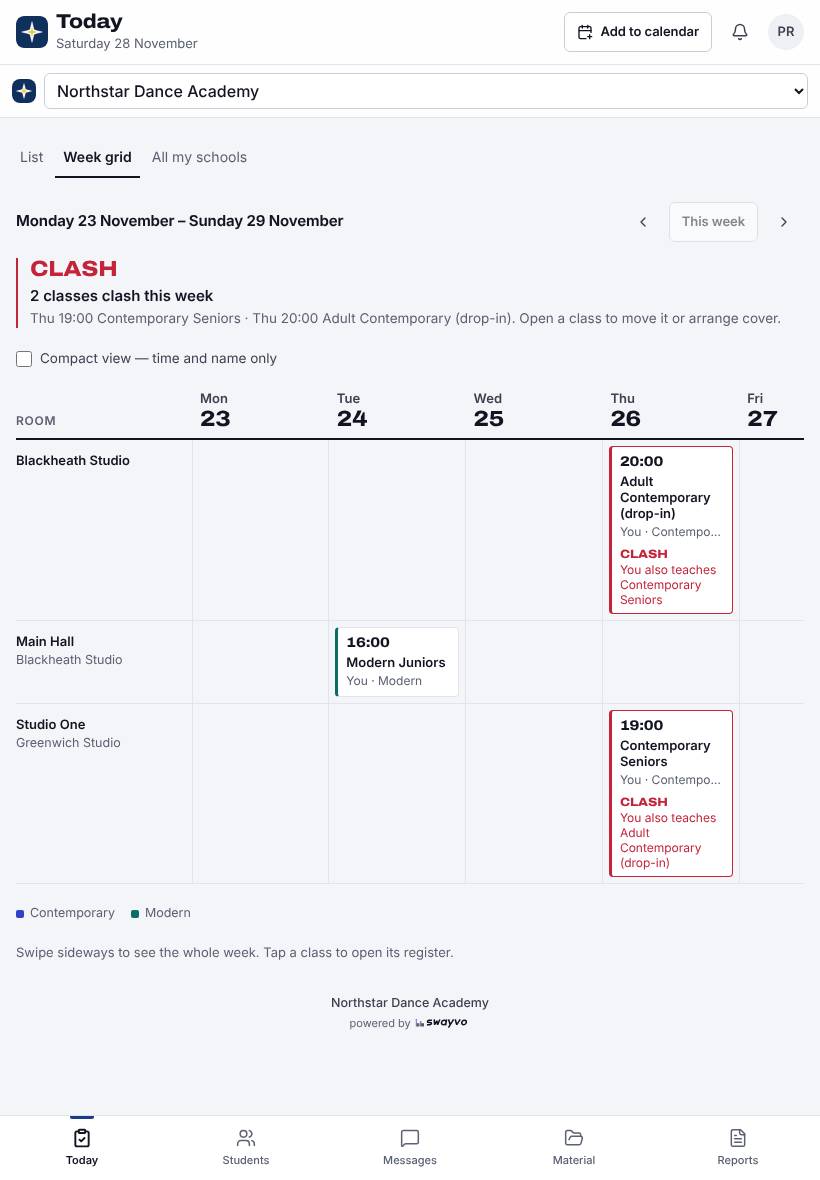 Today
Saturday 28 November
Add to calendar
PR
Northstar Dance Academy
List
Week grid
All my schools
Monday 23 November – Sunday 29 November
This week
CLASH
2 classes clash this week
Thu 19:00 Contemporary Seniors · Thu 20:00 Adult Contemporary (drop-in). Open a class to move it or arrange cover.
Compact view — time and name only
ROOM
Mon
23
Tue
24
Wed
25
Thu
26
Fri
27
Blackheath Studio
20:00
Adult
Contemporary
(drop-in)
You · Contempo...
CLASH
You also teaches
Contemporary
Seniors
Main Hall
Blackheath Studio
16:00
Modern Juniors
You · Modern
Studio One
Greenwich Studio
19:00
Contemporary
Seniors
You · Contempo...
CLASH
You also teaches
Adult
Contemporary
(drop-in)
Contemporary
Modern
Swipe sideways to see the whole week. Tap a class to open its register.
Northstar Dance Academy
powered by swayvo
Today
Students
Messages
Material
Reports